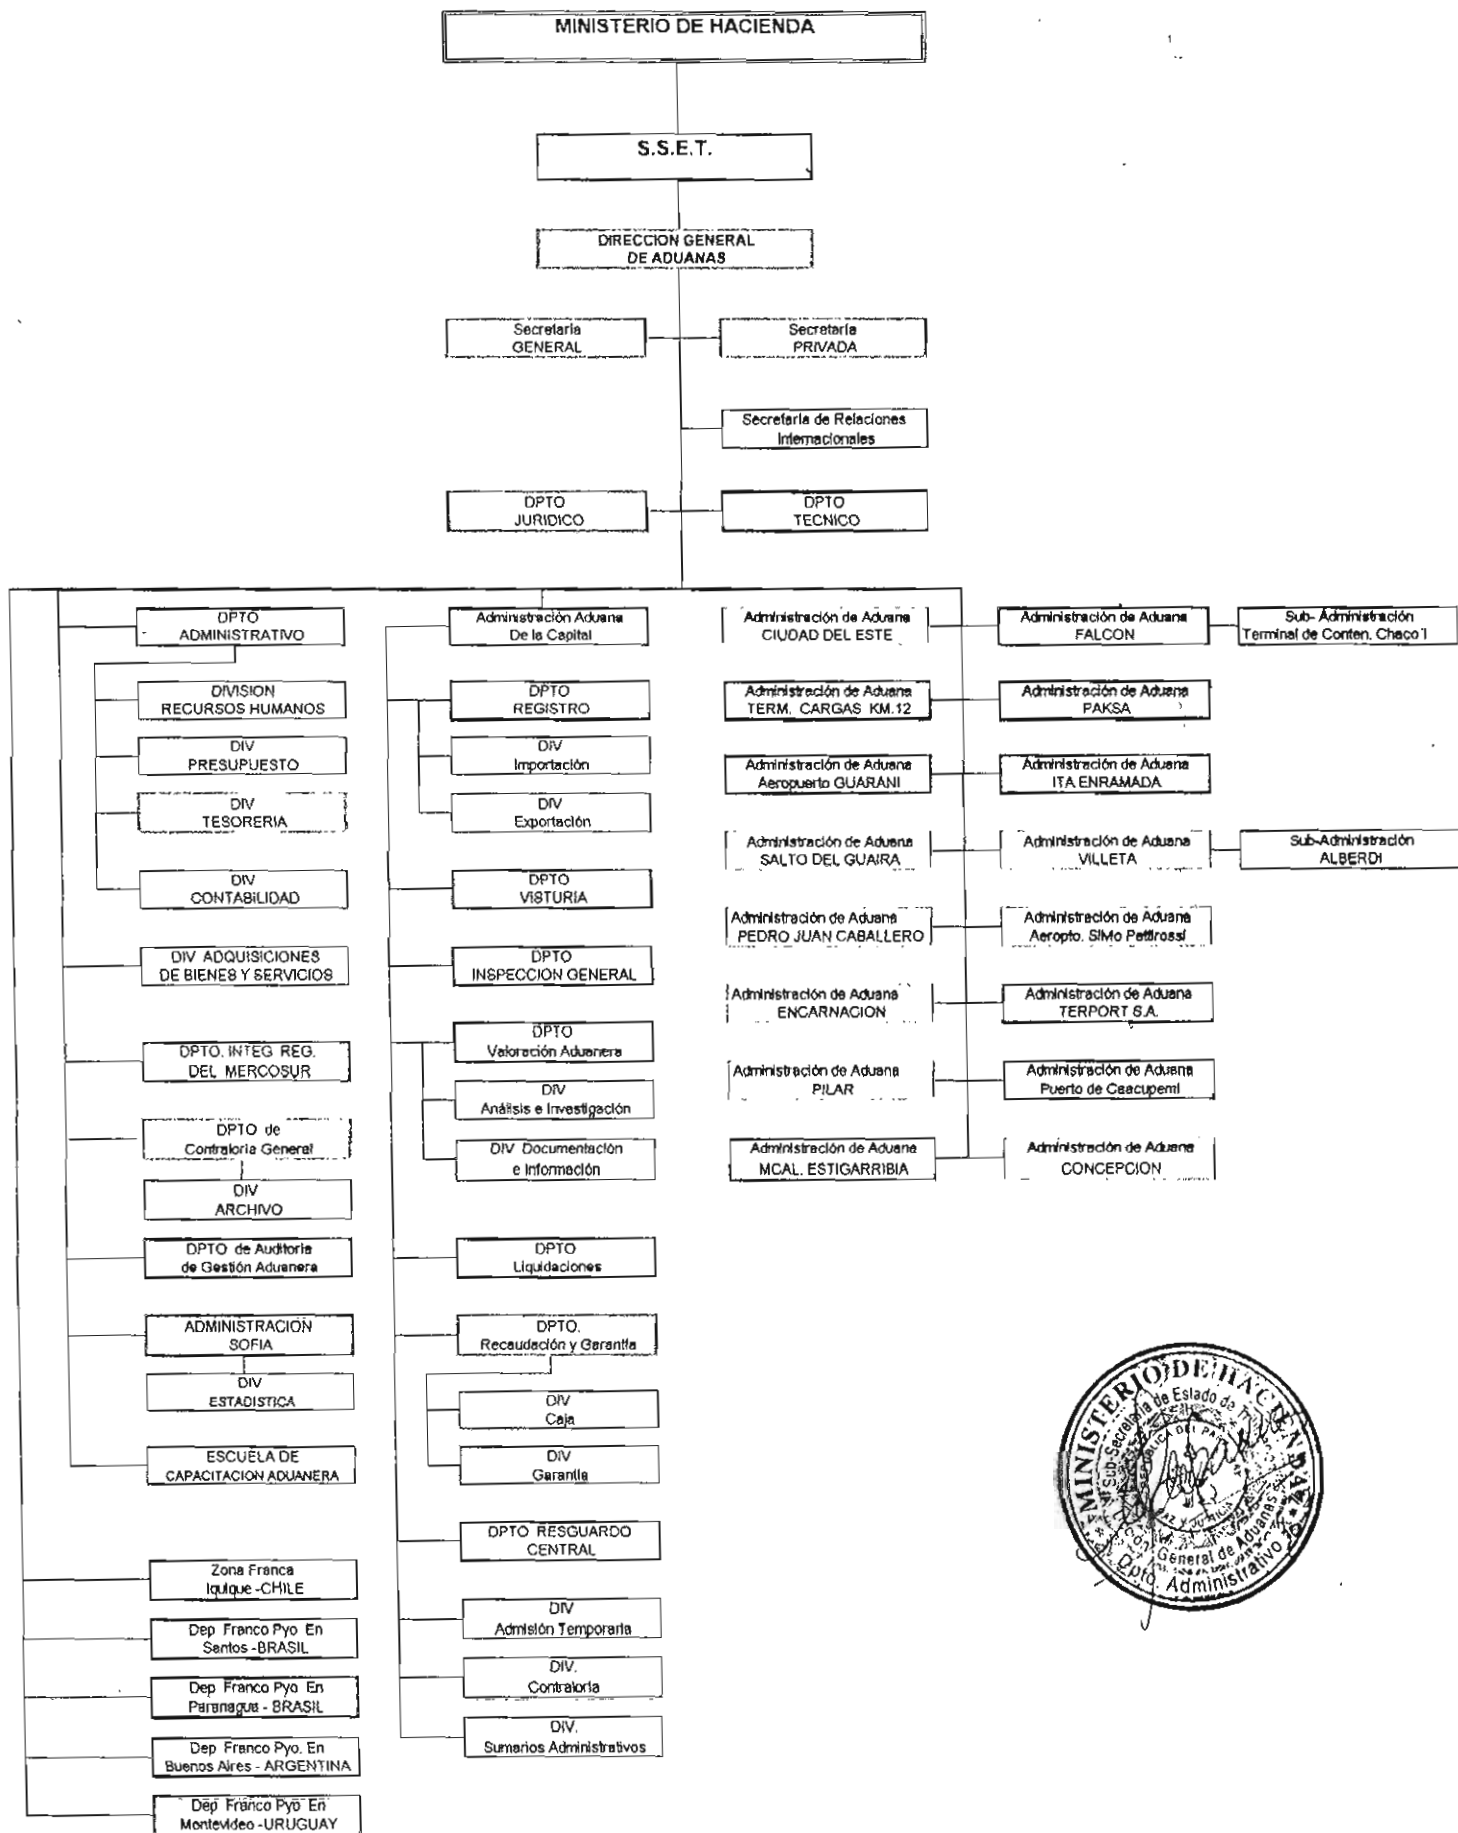 MINISTERIO DE HACIENDA
S.S.E.T.
DIRECCION GENERAL
DE ADUANAS
Secretaría
GENERAL
Secretaría
PRIVADA
Secretaría de Relaciones
Internacionales
DPTO
JURIDICO
DPTO
TECNICO
DPTO
ADMINISTRATIVO
DIVISION
RECURSOS HUMANOS
DIV
PRESUPUESTO
DIV
TESORERIA
DIV
CONTABILIDAD
DIV ADQUISICIONES
DE BIENES Y SERVICIOS
DPTO. INTEG REG.
DEL MERCOSUR
DPTO de
Contraloria General
DIV
ARCHIVO
DPTO de Auditoria
de Gestión Aduanera
ADMINISTRACION
SOFIA
DIV
ESTADISTICA
ESCUELA DE
CAPACITACION ADUANERA
Zona Franca
Iquique -CHILE
Dep Franco Pyo En
Santos -BRASIL
Dep Franco Pyo En
Paranagua - BRASIL
Dep Franco Pyo. En
Buenos Aires - ARGENTINA
Dep Franco Pyo En
Montevideo -URUGUAY
Administración Aduana
De la Capital
DPTO
REGISTRO
DIV
Importación
DIV
Exportación
DPTO
VISTURIA
DPTO
INSPECCION GENERAL
DPTO
Valoración Aduanera
DIV
Análisis e Investigación
DIV Documentación
e Información
DPTO
Liquidaciones
DPTO.
Recaudación y Garantía
DIV
Caja
DIV
Garantía
DPTO RESGUARDO
CENTRAL
DIV
Admisión Temporaria
DIV.
Contraloría
DIV.
Sumarios Administrativos
Administración de Aduana
CIUDAD DEL ESTE
Administración de Aduana
TERM. CARGAS KM.12
Administración de Aduana
Aeropuerto GUARANI
Administración de Aduana
SALTO DEL GUAIRA
Administración de Aduana
PEDRO JUAN CABALLERO
Administración de Aduana
ENCARNACION
Administración de Aduana
PILAR
Administración de Aduana
MCAL. ESTIGARRIBIA
Administración de Aduana
FALCON
Administración de Aduana
PAKSA
Administración de Aduana
ITA ENRAMADA
Administración de Aduana
VILLETA
Administración de Aduana
Aeropto. SIMo Pettirossi
Administración de Aduana
TERPORT S.A.
Administración de Aduana
Puerto de Caacupemi
Administración de Aduana
CONCEPCION
Sub- Administración
Terminal de Conten. Chaco'i
Sub-Administración
ALBERDI
MINISTERIO DE HACIENDA
Sub-Secretaría de Estado de
REPUBLICA DEL
PAZ Y JUSTICIA
General de Aduanas
Dpto. Administrativo